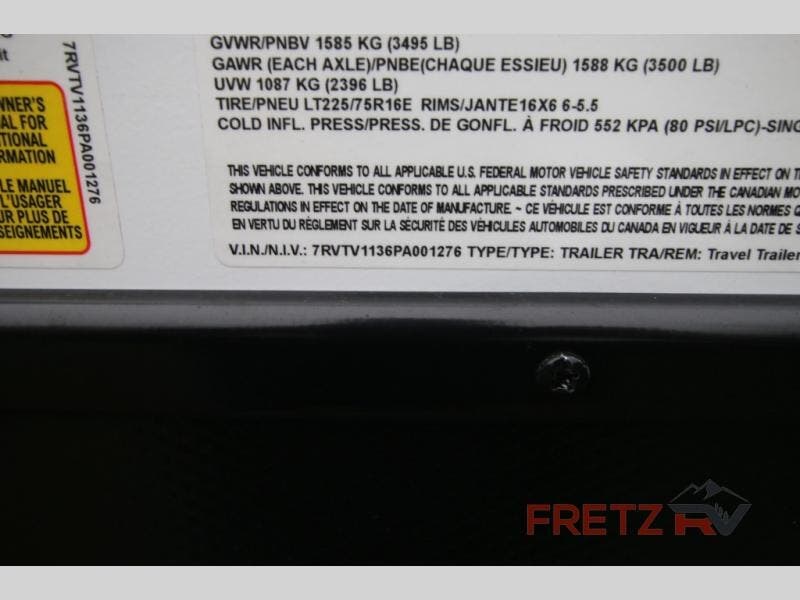 it
WNER'S
AL FOR
TIONAL
RMATION
LE MANUEL
L'USAGER
UR PLUS DE
SEIGNEMENTS
7RVTV1136PA001276
GVWR/PNBV 1585 KG (3495 LB)
GAWR (EACH AXLE)/PNBE(CHAQUE ESSIEU) 1588 KG (3500 LB)
UVW 1087 KG (2396 LB)
TIRE/PNEU LT225/75R16E RIMS/JANTE16X6 6-5.5
COLD INFL. PRESS/PRESS. DE GONFL. À FROID 552 KPA (80 PSI/LPC)-SING
THIS VEHICLE CONFORMS TO ALL APPLICABLE U.S. FEDERAL MOTOR VEHICLE SAFETY STANDARDS IN EFFECT ON TH
SHOWN ABOVE. THIS VEHICLE CONFORMS TO ALL APPLICABLE STANDARDS PRESCRIBED UNDER THE CANADIAN MO
REGULATIONS IN EFFECT ON THE DATE OF MANUFACTURE. ~ CE VÉHICULE EST CONFORME À TOUTES LES NORMES Q
EN VERTU DU RÈGLEMENT SUR LA SÉCURITÉ DES VÉHICULES AUTOMOBILES DU CANADA EN VIGUEUR À LA DATE DE S
V.I.N./N.I.V.: 7RVTV1136PA001276 TYPE/TYPE: TRAILER TRA/REM: Travel Trailer
FRETZ RV